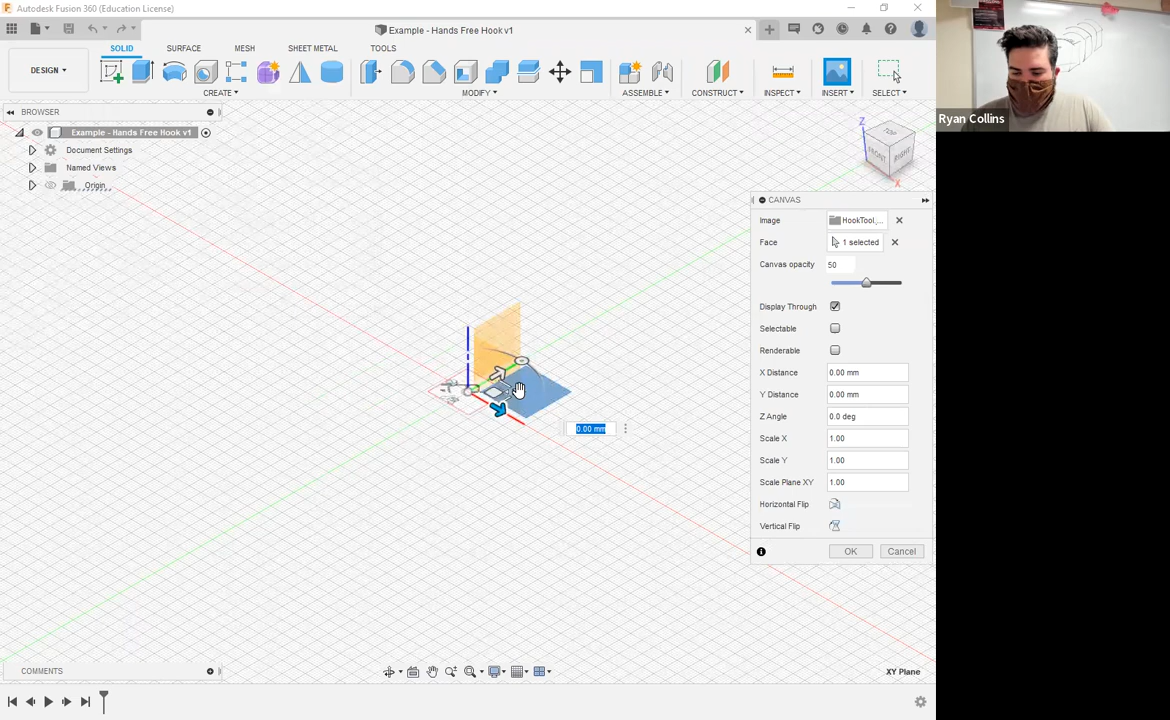 Autodesk Fusion 360 (Education License)
Example - Hands Free Hook v1
SOLID SURFACE MESH SHEET METAL TOOLS
DESIGN
CREATE MODIFY ASSEMBLE CONSTRUCT INSPECT INSERT SELECT
BROWSER
Example - Hands Free Hook v1
Document Settings
Named Views
Origin
Z
TOP
FRONT
RIGHT
X
CANVAS
Image HookTool_...
Face 1 selected
Canvas opacity 50
Display Through
Selectable
Renderable
X Distance 0.00 mm
Y Distance 0.00 mm
Z Angle 0.0 deg
Scale X 1.00
Scale Y 1.00
Scale Plane XY 1.00
Horizontal Flip
Vertical Flip
OK Cancel
0.00 mm
COMMENTS
XY Plane
Ryan Collins